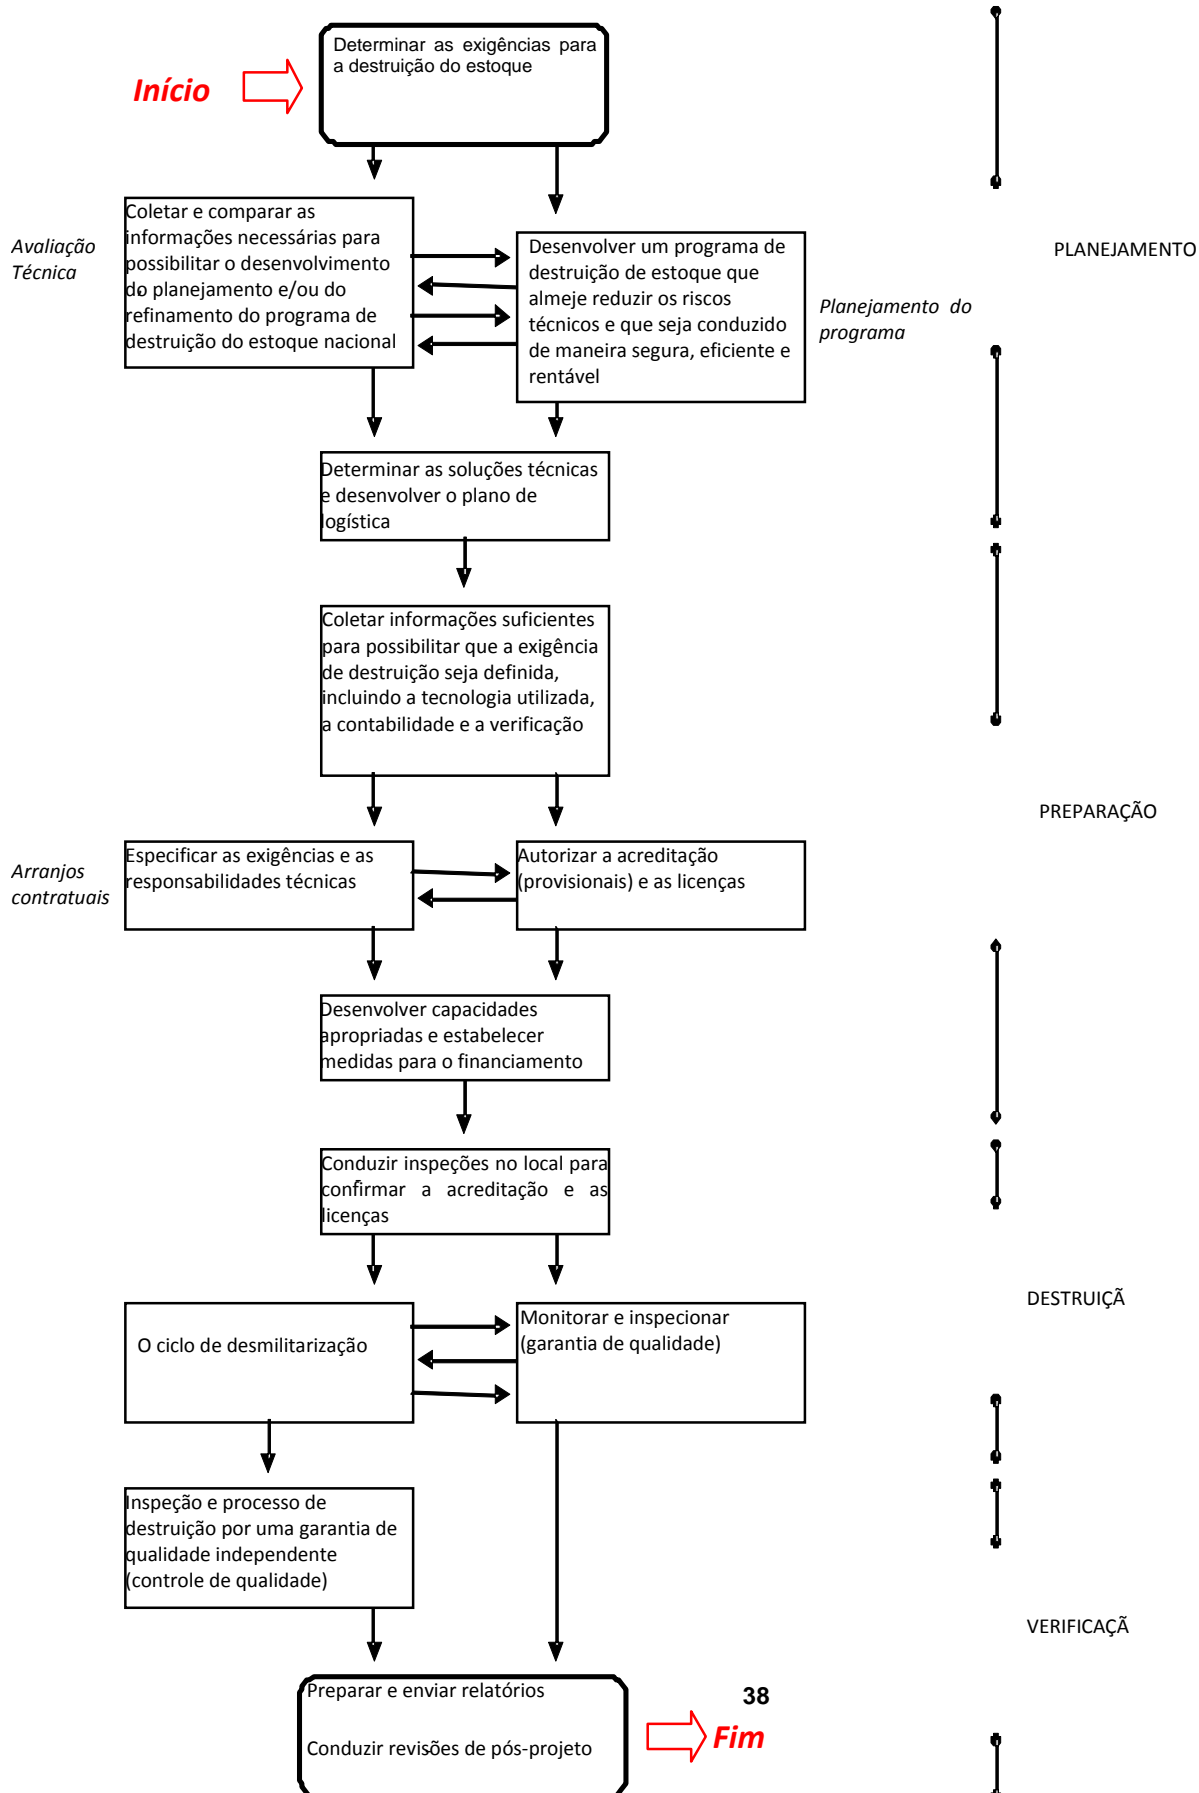 Determinar as exigências para
a destruição do estoque
Início
Coletar e comparar as
informações necessárias para
possibilitar o desenvolvimento
do planejamento e/ou do
refinamento do programa de
destruição do estoque nacional
Avaliação
Técnica
Desenvolver um programa de
destruição de estoque que
almeje reduzir os riscos
técnicos e que seja conduzido
de maneira segura, eficiente e
rentável
Planejamento do
programa
PLANEJAMENTO
Determinar as soluções técnicas
e desenvolver o plano de
logística
Coletar informações suficientes
para possibilitar que a exigência
de destruição seja definida,
incluindo a tecnologia utilizada,
a contabilidade e a verificação
PREPARAÇÃO
Arranjos
contratuais
Especificar as exigências e as
responsabilidades técnicas
Autorizar a acreditação
(provisionais) e as licenças
Desenvolver capacidades
apropriadas e estabelecer
medidas para o financiamento
Conduzir inspeções no local para
confirmar a acreditação e as
licenças
DESTRUIÇÃ
O ciclo de desmilitarização
Monitorar e inspecionar
(garantia de qualidade)
Inspeção e processo de
destruição por uma garantia de
qualidade independente
(controle de qualidade)
VERIFICAÇÃ
Preparar e enviar relatórios
Conduzir revisões de pós-projeto
38
Fim